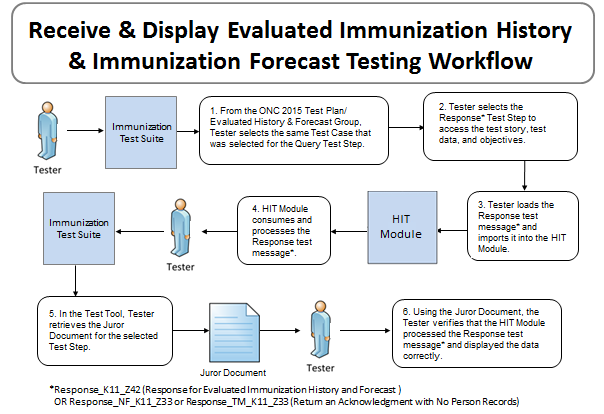 Receive & Display Evaluated Immunization History
& Immunization Forecast Testing Workflow
Tester
Immunization
Test Suite
1. From the ONC 2015 Test Plan/
Evaluated History & Forecast Group,
Tester selects the same Test Case that
was selected for the Query Test Step.
2. Tester selects the
Response* Test Step to
access the test story, test
data, and objectives.
3. Tester loads the
Response test
message* and
imports it into the HIT
Module.
HIT
Module
4. HIT Module
consumes and
processes the
Response test
message*.
Tester
Immunization
Test Suite
5. In the Test Tool, Tester
retrieves the Juror
Document for the selected
Test Step.
Juror Document
Tester
6. Using the Juror Document, the
Tester verifies that the HIT Module
processed the Response test
message* and displayed the data
correctly.
*Response_K11_Z42 (Response for Evaluated Immunization History and Forecast )
OR Response_NF_K11_Z33 or Response_TM_K11_Z33 (Return an Acknowledgment with No Person Records)